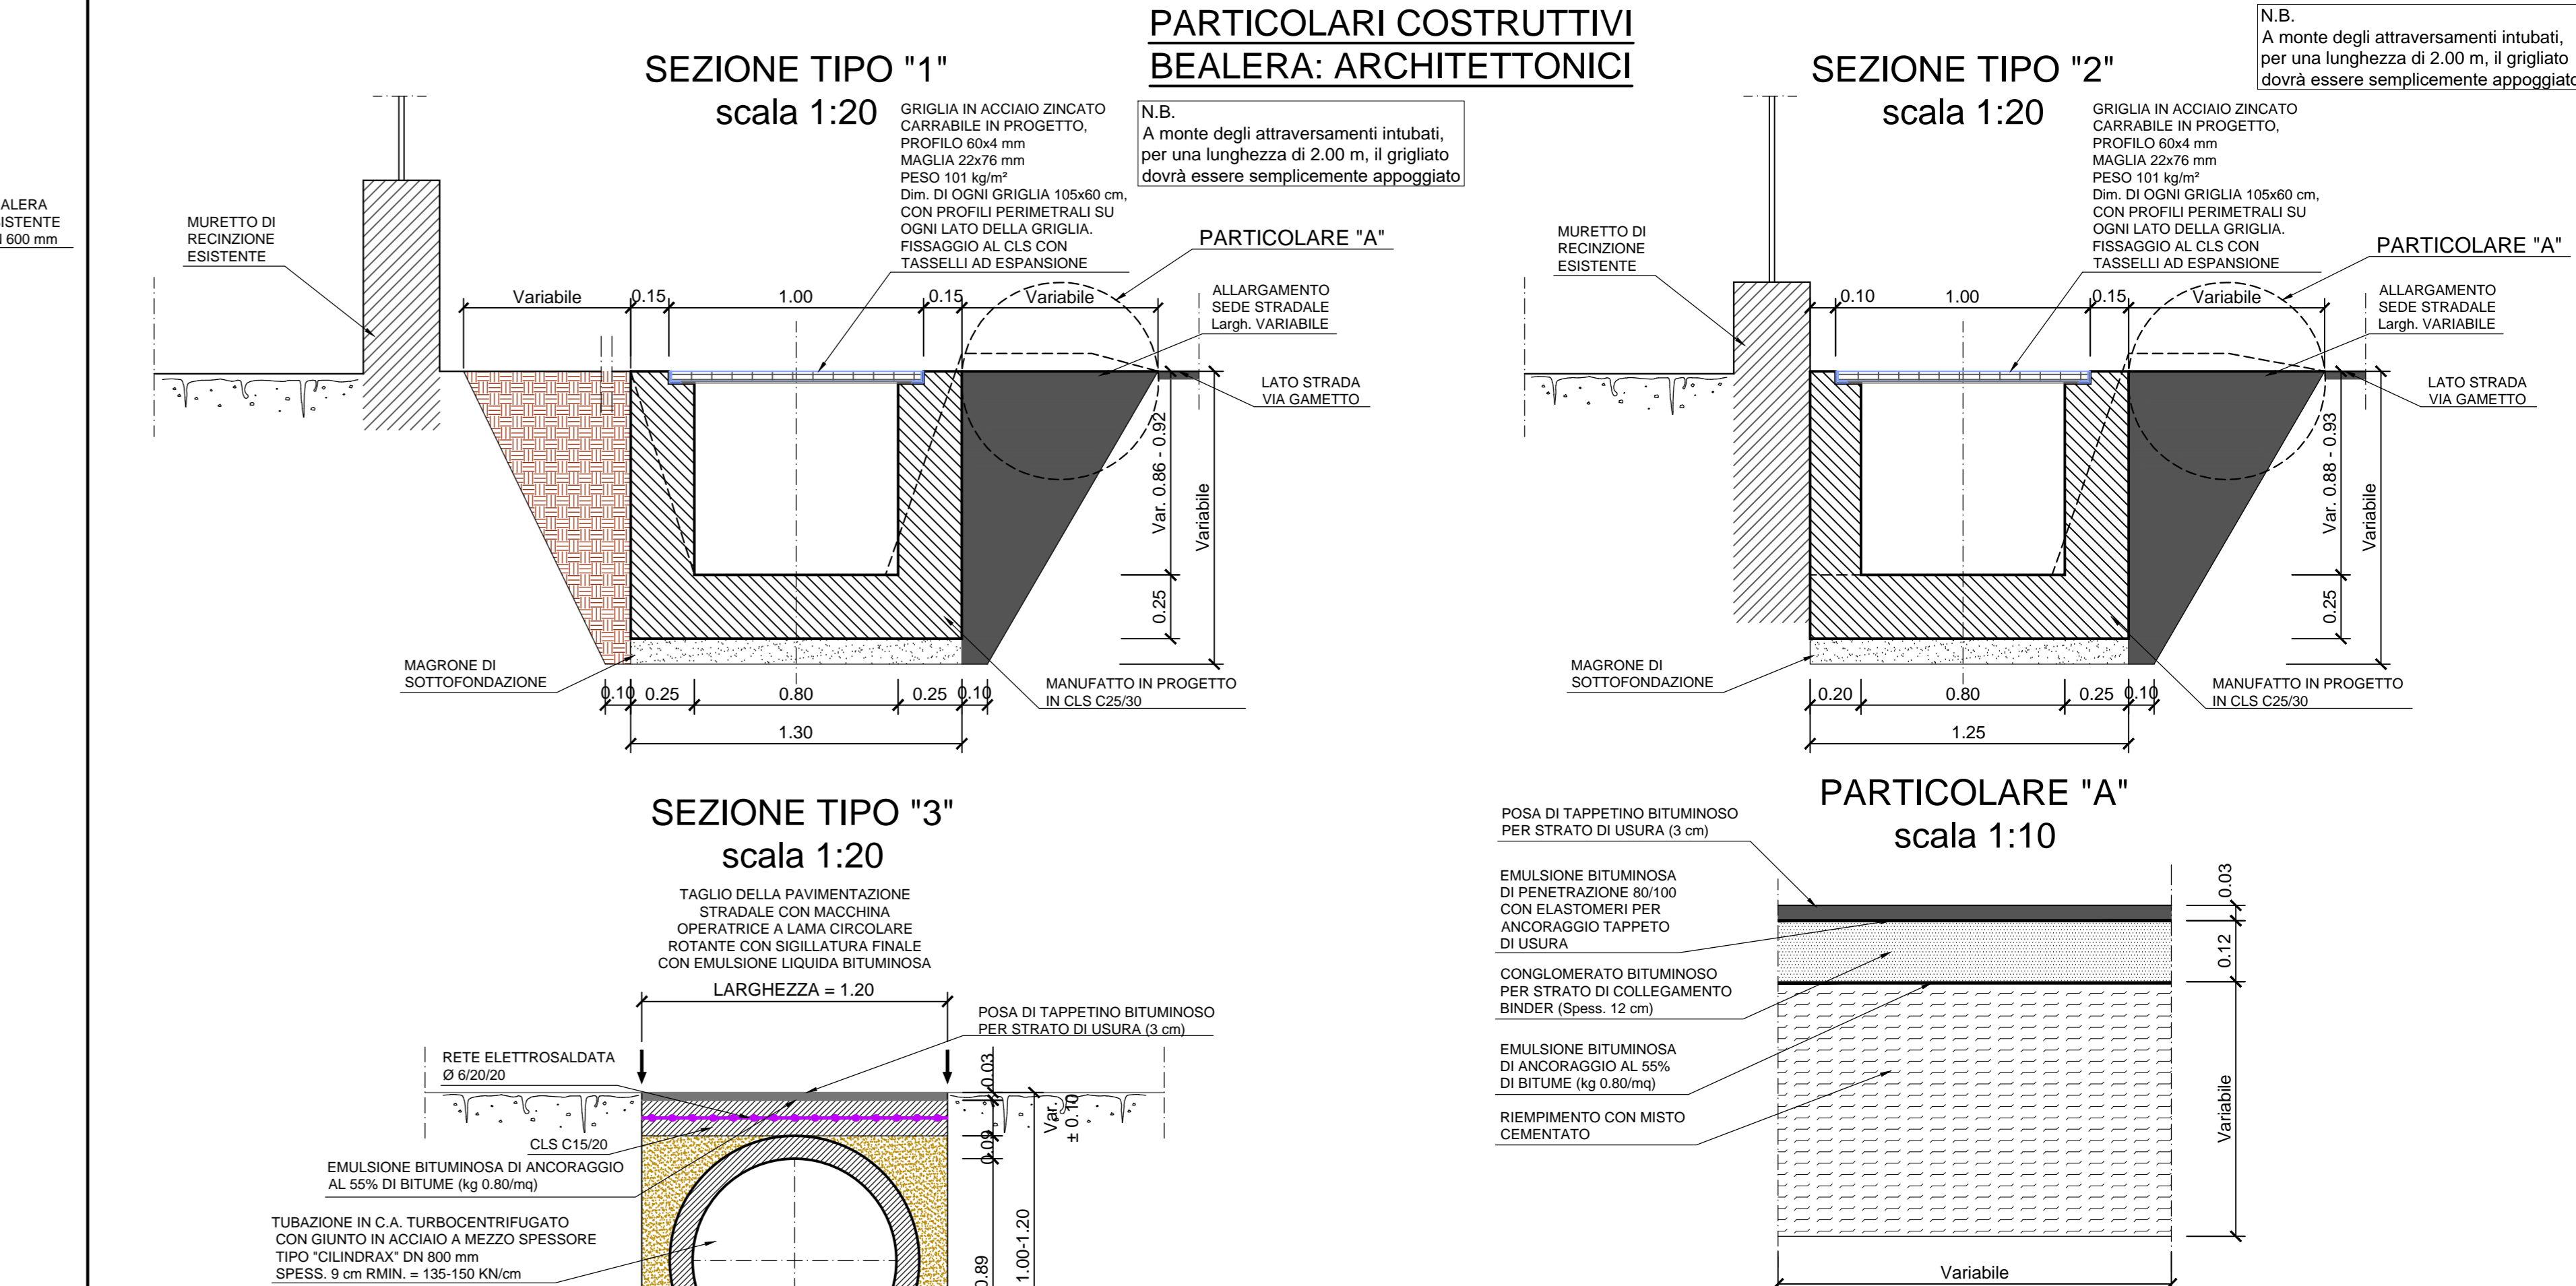 PARTICOLARI COSTRUTTIVI
BEALERA: ARCHITETTONICI
ALERA
ISTENTE
600 mm
SEZIONE TIPO "1"
scala 1:20
GRIGLIA IN ACCIAIO ZINCATO
CARRABILE IN PROGETTO,
PROFILO 60x4 mm
MAGLIA 22x76 mm
PESO 101 kg/m²
Dim. DI OGNI GRIGLIA 105x60 cm,
CON PROFILI PERIMETRALI SU
OGNI LATO DELLA GRIGLIA.
FISSAGGIO AL CLS CON
TASSELLI AD ESPANSIONE
N.B.
A monte degli attraversamenti intubati,
per una lunghezza di 2.00 m, il grigliato
dovrà essere semplicemente appoggiato
MURETTO DI
RECINZIONE
ESISTENTE
PARTICOLARE "A"
ALLARGAMENTO
SEDE STRADALE
Largh. VARIABILE
Variabile
0.15
1.00
0.15
Variabile
LATO STRADA
VIA GAMETTO
Var. 0.86 - 0.92
Variabile
0.25
MAGRONE DI
SOTTOFONDAZIONE
MANUFATTO IN PROGETTO
IN CLS C25/30
0.10
0.25
0.80
0.25
0.10
1.30
SEZIONE TIPO "2"
scala 1:20
N.B.
A monte degli attraversamenti intubati,
per una lunghezza di 2.00 m, il grigliato
dovrà essere semplicemente appoggiato
GRIGLIA IN ACCIAIO ZINCATO
CARRABILE IN PROGETTO,
PROFILO 60x4 mm
MAGLIA 22x76 mm
PESO 101 kg/m²
Dim. DI OGNI GRIGLIA 105x60 cm,
CON PROFILI PERIMETRALI SU
OGNI LATO DELLA GRIGLIA.
FISSAGGIO AL CLS CON
TASSELLI AD ESPANSIONE
MURETTO DI
RECINZIONE
ESISTENTE
PARTICOLARE "A"
ALLARGAMENTO
SEDE STRADALE
Largh. VARIABILE
0.10
1.00
0.15
Variabile
LATO STRADA
VIA GAMETTO
Var. 0.88 - 0.93
Variabile
0.25
MAGRONE DI
SOTTOFONDAZIONE
MANUFATTO IN PROGETTO
IN CLS C25/30
0.20
0.80
0.25
0.10
1.25
SEZIONE TIPO "3"
scala 1:20
TAGLIO DELLA PAVIMENTAZIONE
STRADALE CON MACCHINA
OPERATRICE A LAMA CIRCOLARE
ROTANTE CON SIGILLATURA FINALE
CON EMULSIONE LIQUIDA BITUMINOSA
LARGHEZZA = 1.20
POSA DI TAPPETINO BITUMINOSO
PER STRATO DI USURA (3 cm)
RETE ELETTROSALDATA
Ø 6/20/20
CLS C15/20
EMULSIONE BITUMINOSA DI ANCORAGGIO
AL 55% DI BITUME (kg 0.80/mq)
TUBAZIONE IN C.A. TURBOCENTRIFUGATO
CON GIUNTO IN ACCIAIO A MEZZO SPESSORE
TIPO "CILINDRAX" DN 800 mm
SPESS. 9 cm RMIN. = 135-150 KN/cm
0.03
0.09
Var.
± 0.10
0.89
1.00-1.20
PARTICOLARE "A"
scala 1:10
POSA DI TAPPETINO BITUMINOSO
PER STRATO DI USURA (3 cm)
EMULSIONE BITUMINOSA
DI PENETRAZIONE 80/100
CON ELASTOMERI PER
ANCORAGGIO TAPPETO
DI USURA
CONGLOMERATO BITUMINOSO
PER STRATO DI COLLEGAMENTO
BINDER (Spess. 12 cm)
EMULSIONE BITUMINOSA
DI ANCORAGGIO AL 55%
DI BITUME (kg 0.80/mq)
RIEMPIMENTO CON MISTO
CEMENTATO
0.03
0.12
Variabile
Variabile